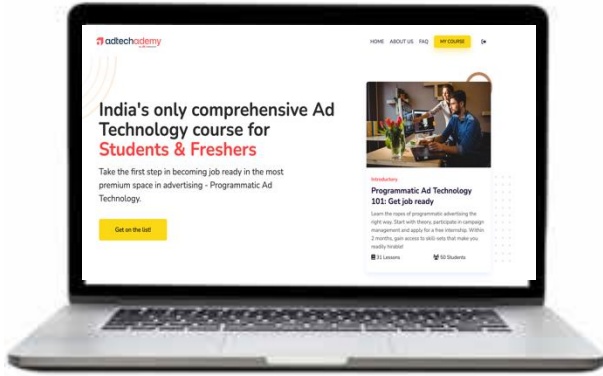 adtechademy
HOME ABOUT US FAQ MY COURSE
India's only comprehensive Ad
Technology course for
Students & Freshers
Take the first step in becoming job ready in the most
premium space in advertising - Programmatic Ad
Technology.
Get on the list!
Introductory
Programmatic Ad Technology
101: Get job ready
Learn the ropes of programmatic advertising the
right way. Start with theory, participate in campaign
management and apply for a free internship. Within
2 months, gain access to skill sets that make you
readily hirable!
31 Lessons 50 Students